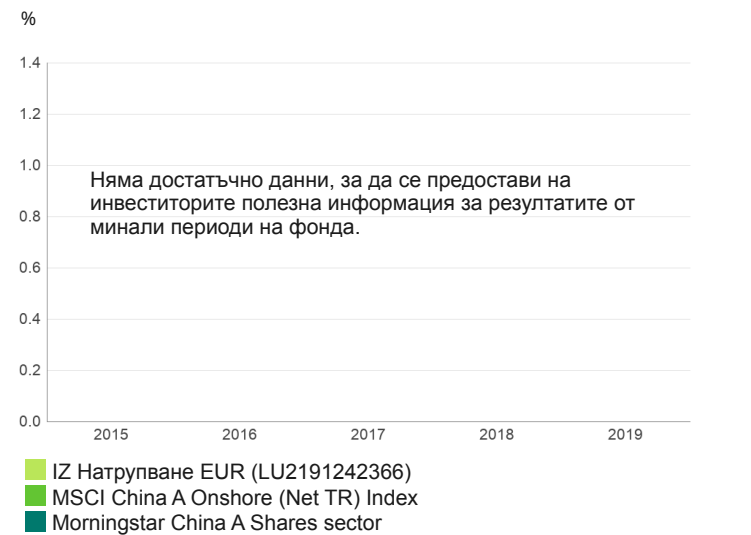 %
1.4
1.2
1.0
Няма достатъчно данни, за да се предостави на
инвеститорите полезна информация за резултатите от
минали периоди на фонда.
0.8
0.6
0.4
0.2
0.0
2015 2016 2017 2018 2019
IZ Натрупване EUR (LU2191242366)
MSCI China A Onshore (Net TR) Index
Morningstar China A Shares sector